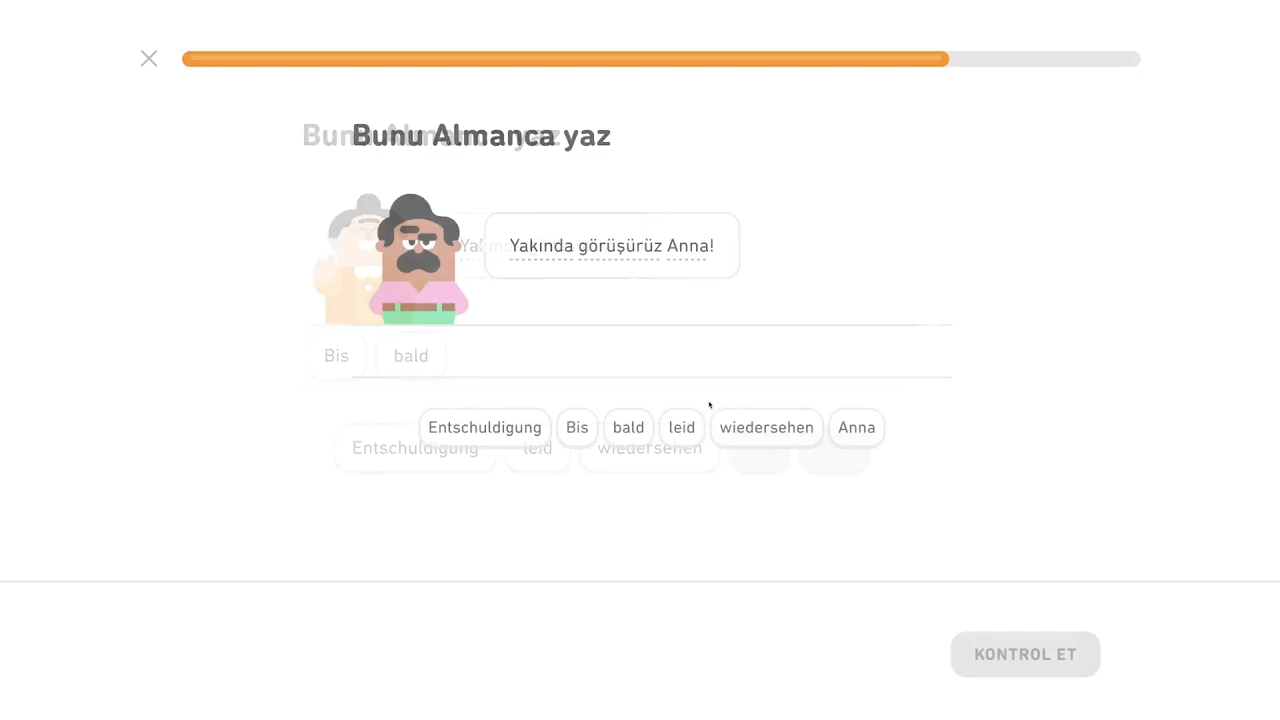 Bunu Almanca yaz
Yakında görüşürüz Anna!
Bis bald
Entschuldigung Bis bald leid wiedersehen Anna
Entschuldigung leid wiedersehen
KONTROL ET